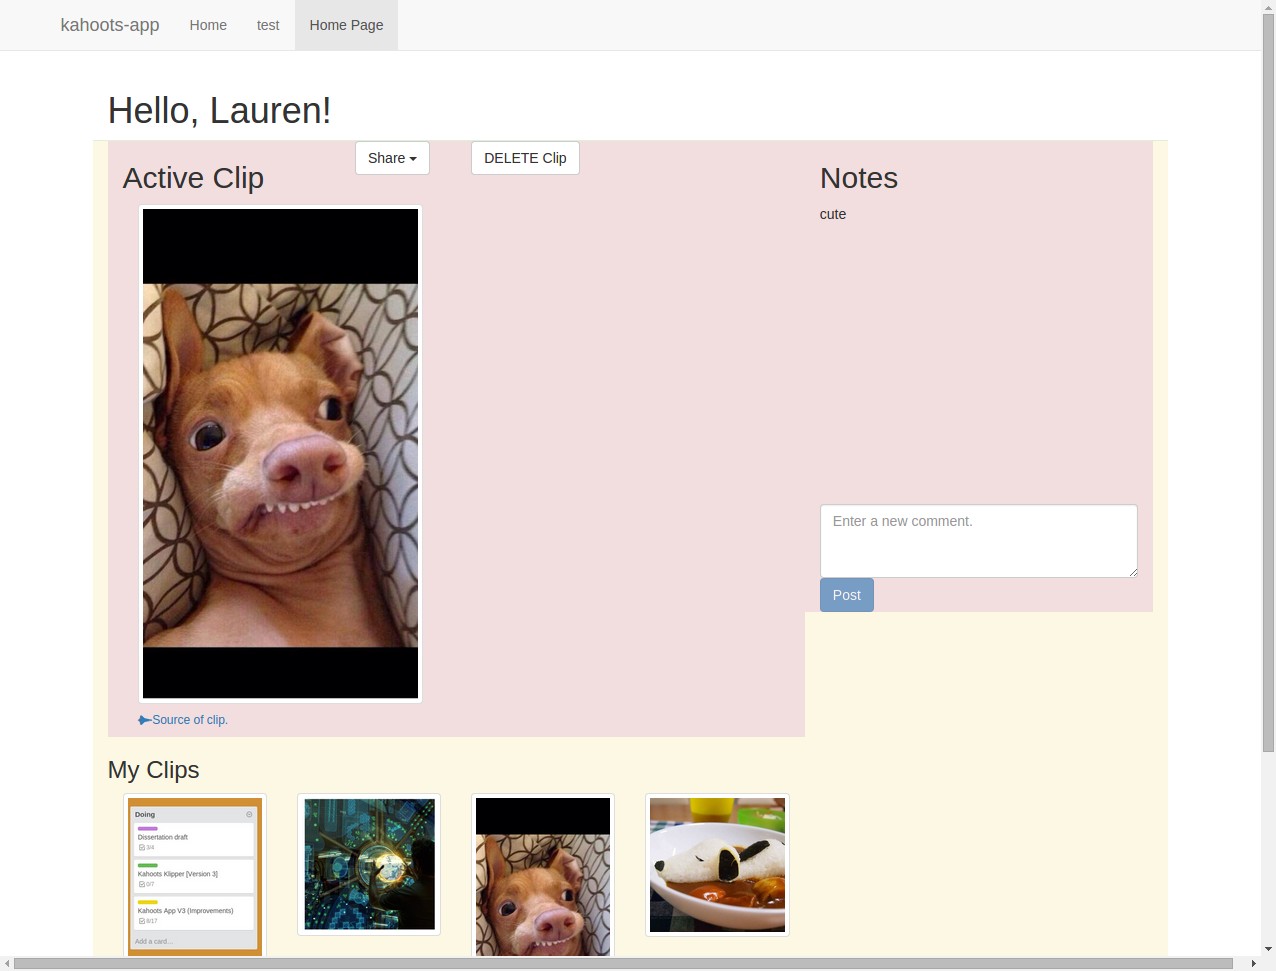 kahoots-app Home test Home Page
Hello, Lauren!
Share DELETE Clip
Active Clip
Notes
cute
Enter a new comment.
Post
Source of clip.
My Clips
Doing
Dissertation draft
3/4
Kahoots Klipper [Version 3]
0/7
Kahoots App V3 (Improvements)
8/17
Add a card...